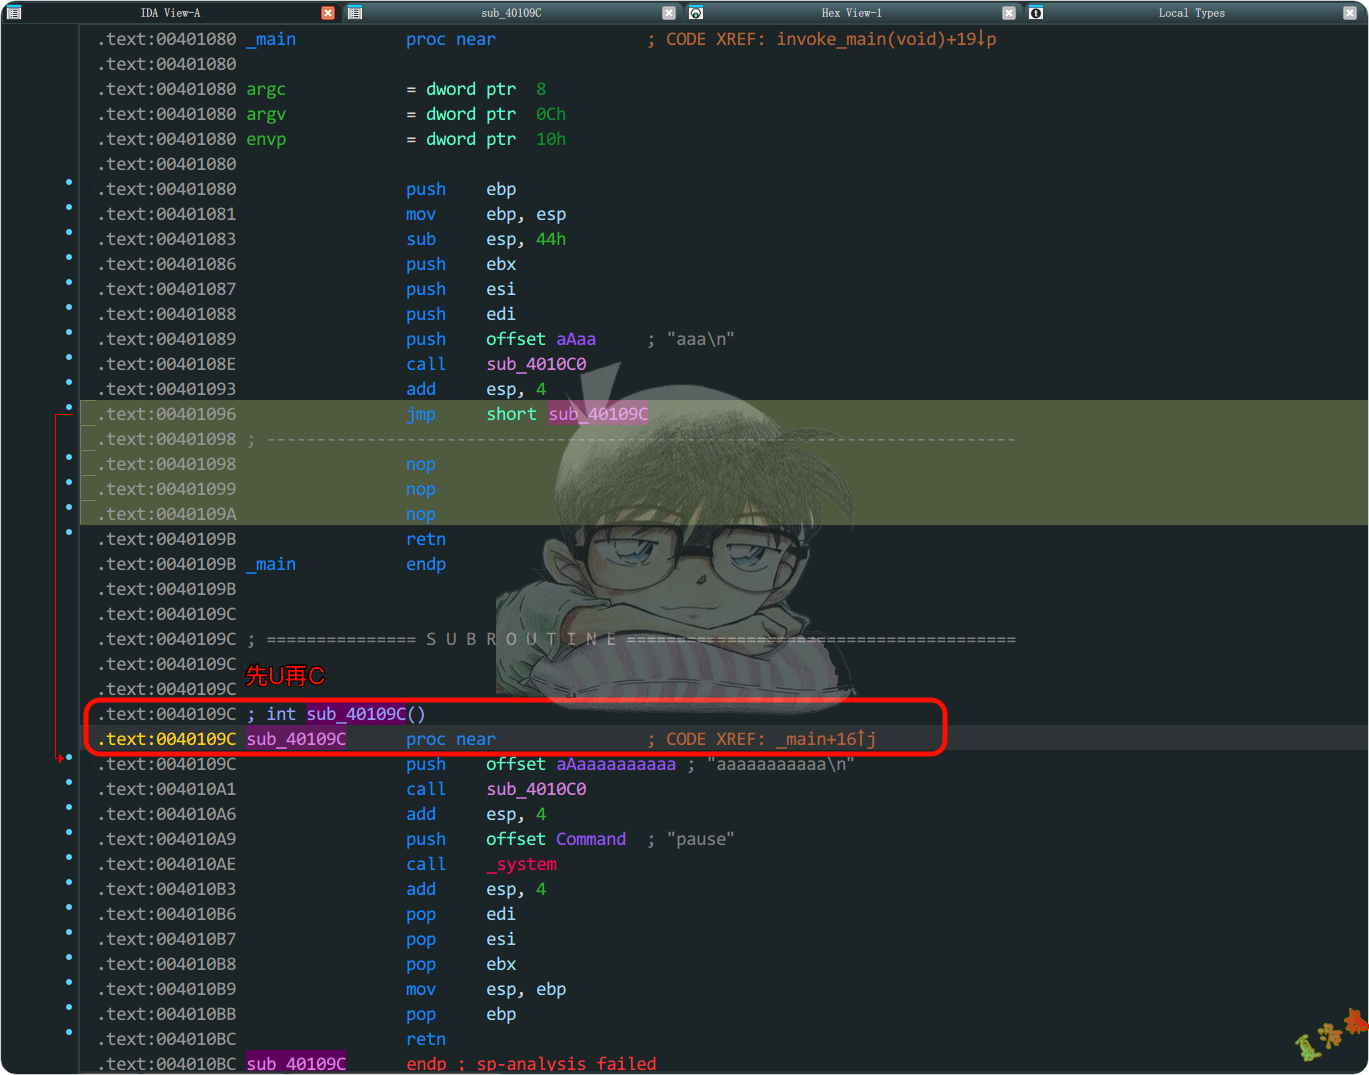 IDA View-A sub_40109C Hex View-1 Local Types
.text:00401080 _main proc near ; CODE XREF: invoke_main(void)+19↓p
.text:00401080
.text:00401080 argc = dword ptr 8
.text:00401080 argv = dword ptr 0Ch
.text:00401080 envp = dword ptr 10h
.text:00401080
.text:00401080 push ebp
.text:00401081 mov ebp, esp
.text:00401083 sub esp, 44h
.text:00401086 push ebx
.text:00401087 push esi
.text:00401088 push edi
.text:00401089 push offset aAaa ; "aaa\n"
.text:0040108E call sub_4010C0
.text:00401093 add esp, 4
.text:00401096 jmp short sub_40109C
.text:00401098 ; ---------------------------------------------------------------------------
.text:00401098 nop
.text:00401099 nop
.text:0040109A nop
.text:0040109B retn
.text:0040109B _main endp
.text:0040109B
.text:0040109C
.text:0040109C ; =============== S U B R O U T I N E =======================================
.text:0040109C
.text:0040109C 先U再C
.text:0040109C ; int sub_40109C()
.text:0040109C sub_40109C proc near ; CODE XREF: _main+16↑j
.text:0040109C push offset aAaaaaaaaaaa ; "aaaaaaaaaaa\n"
.text:004010A1 call sub_4010C0
.text:004010A6 add esp, 4
.text:004010A9 push offset Command ; "pause"
.text:004010AE call _system
.text:004010B3 add esp, 4
.text:004010B6 pop edi
.text:004010B7 pop esi
.text:004010B8 pop ebx
.text:004010B9 mov esp, ebp
.text:004010BB pop ebp
.text:004010BC retn
.text:004010BC sub_40109C endp ; sp-analysis failed